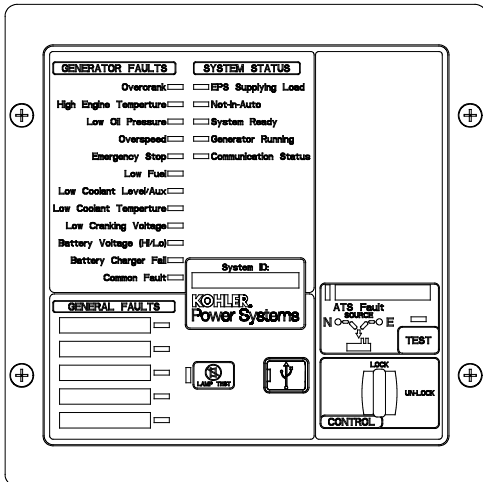 GENERATOR FAULTS
Overcrank
High Engine Temperture
Low Oil Pressure
Overspeed
Emergency Stop
Low Fuel
Low Coolant Level/Aux
Low Coolant Temperture
Low Cranking Voltage
Battery Voltage (Hi/Lo)
Battery Charger Fail
Common Fault
SYSTEM STATUS
EPS Supplying Load
Not-In-Auto
System Ready
Generator Running
Communication Status
System ID:
KOHLER.
Power Systems
GENERAL FAULTS
LAMP TEST
ATS Fault
SOURCE
N E
TEST
LOCK
UN-LOCK
CONTROL